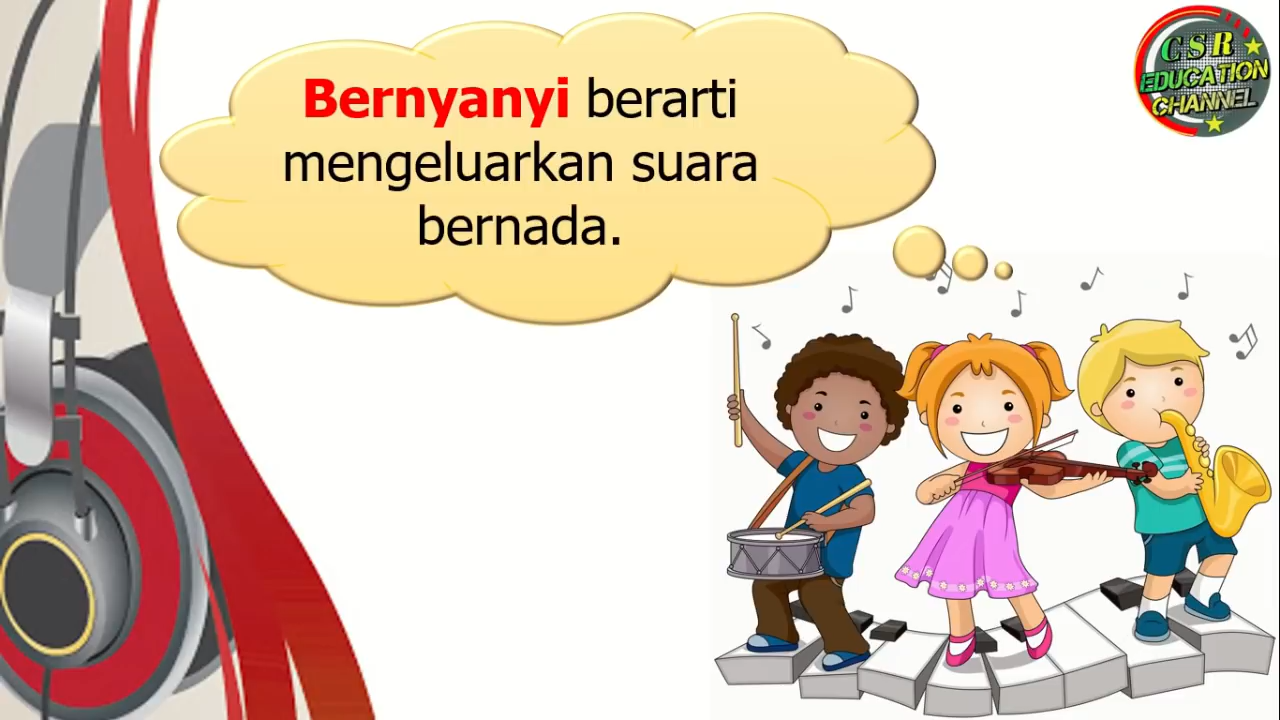 Bernyanyi berarti
mengeluarkan suara
bernada.
CSR
EDUCATION
CHANNEL